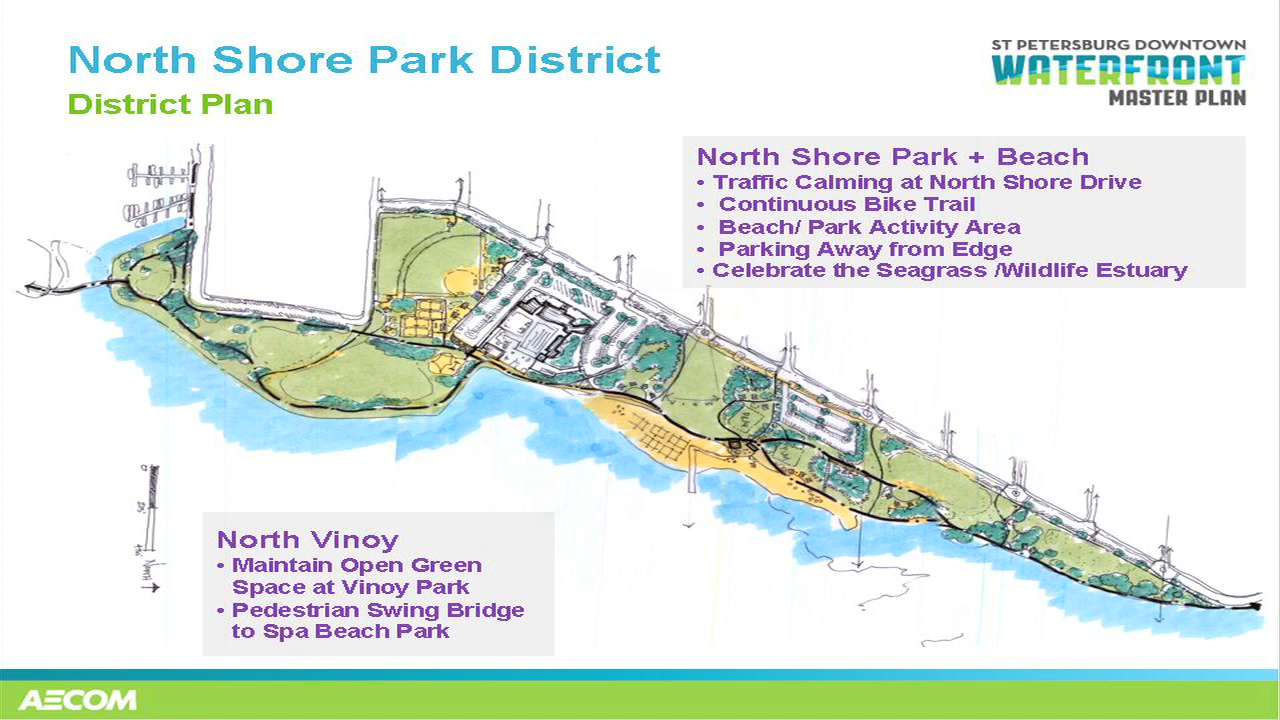 North Shore Park District
District Plan
ST PETERSBURG DOWNTOWN
WATERFRONT
MASTER PLAN
North Shore Park + Beach
• Traffic Calming at North Shore Drive
• Continuous Bike Trail
• Beach/ Park Activity Area
• Parking Away from Edge
• Celebrate the Seagrass /Wildlife Estuary
North Vinoy
• Maintain Open Green
Space at Vinoy Park
• Pedestrian Swing Bridge
to Spa Beach Park
North
AECOM